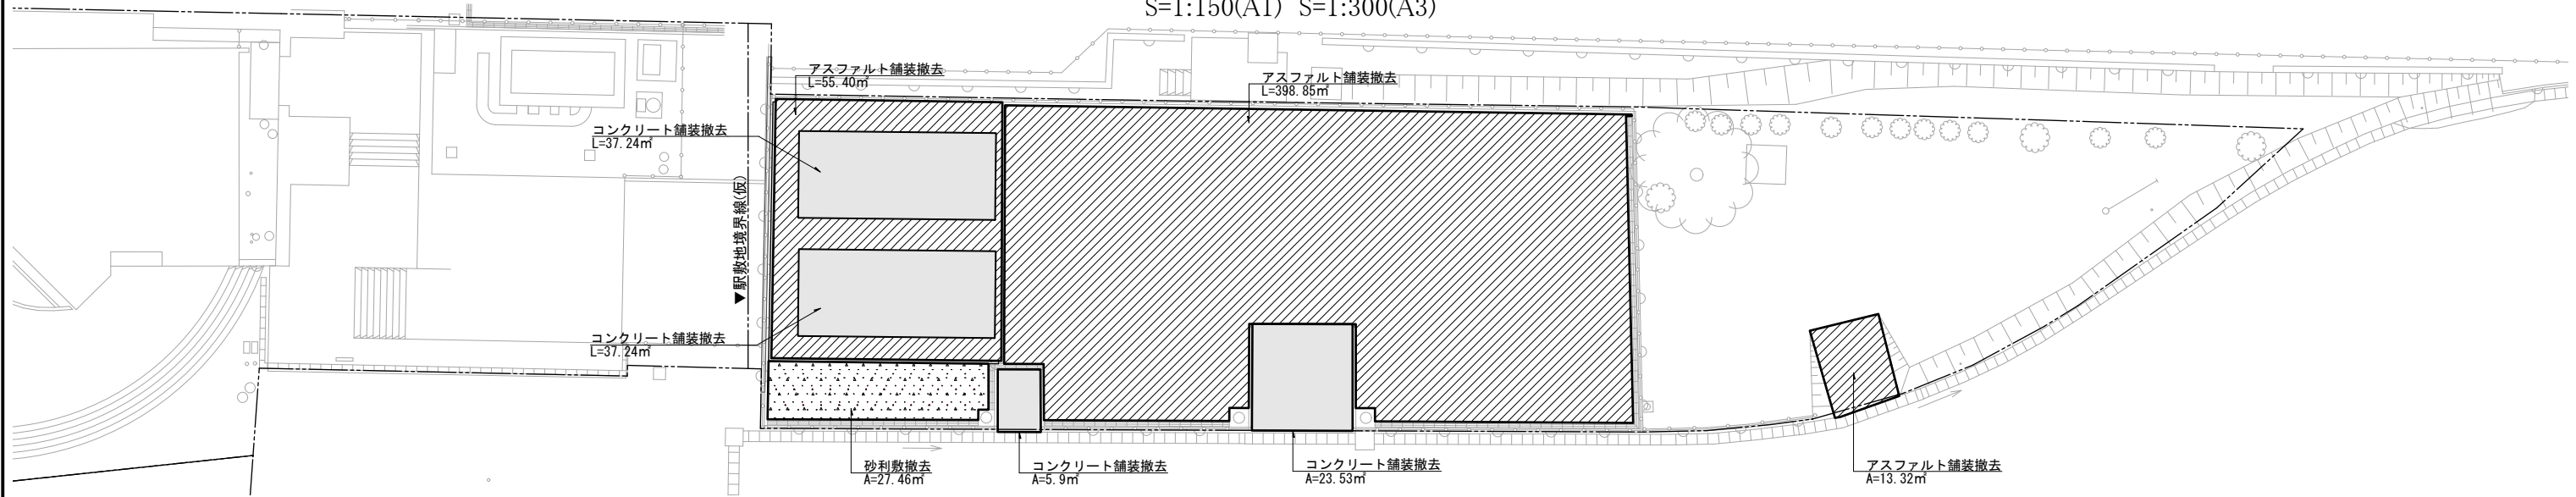 S=1:150(A1) S=1:300(A3)
アスファルト舗装撤去
L=55.40㎡
アスファルト舗装撤去
L=398.85㎡
コンクリート舗装撤去
L=37.24㎡
▼駅敷地境界線(仮)
コンクリート舗装撤去
L=37.24㎡
砂利敷撤去
A=27.46㎡
コンクリート舗装撤去
A=5.9㎡
コンクリート舗装撤去
A=23.53㎡
アスファルト舗装撤去
A=13.32㎡